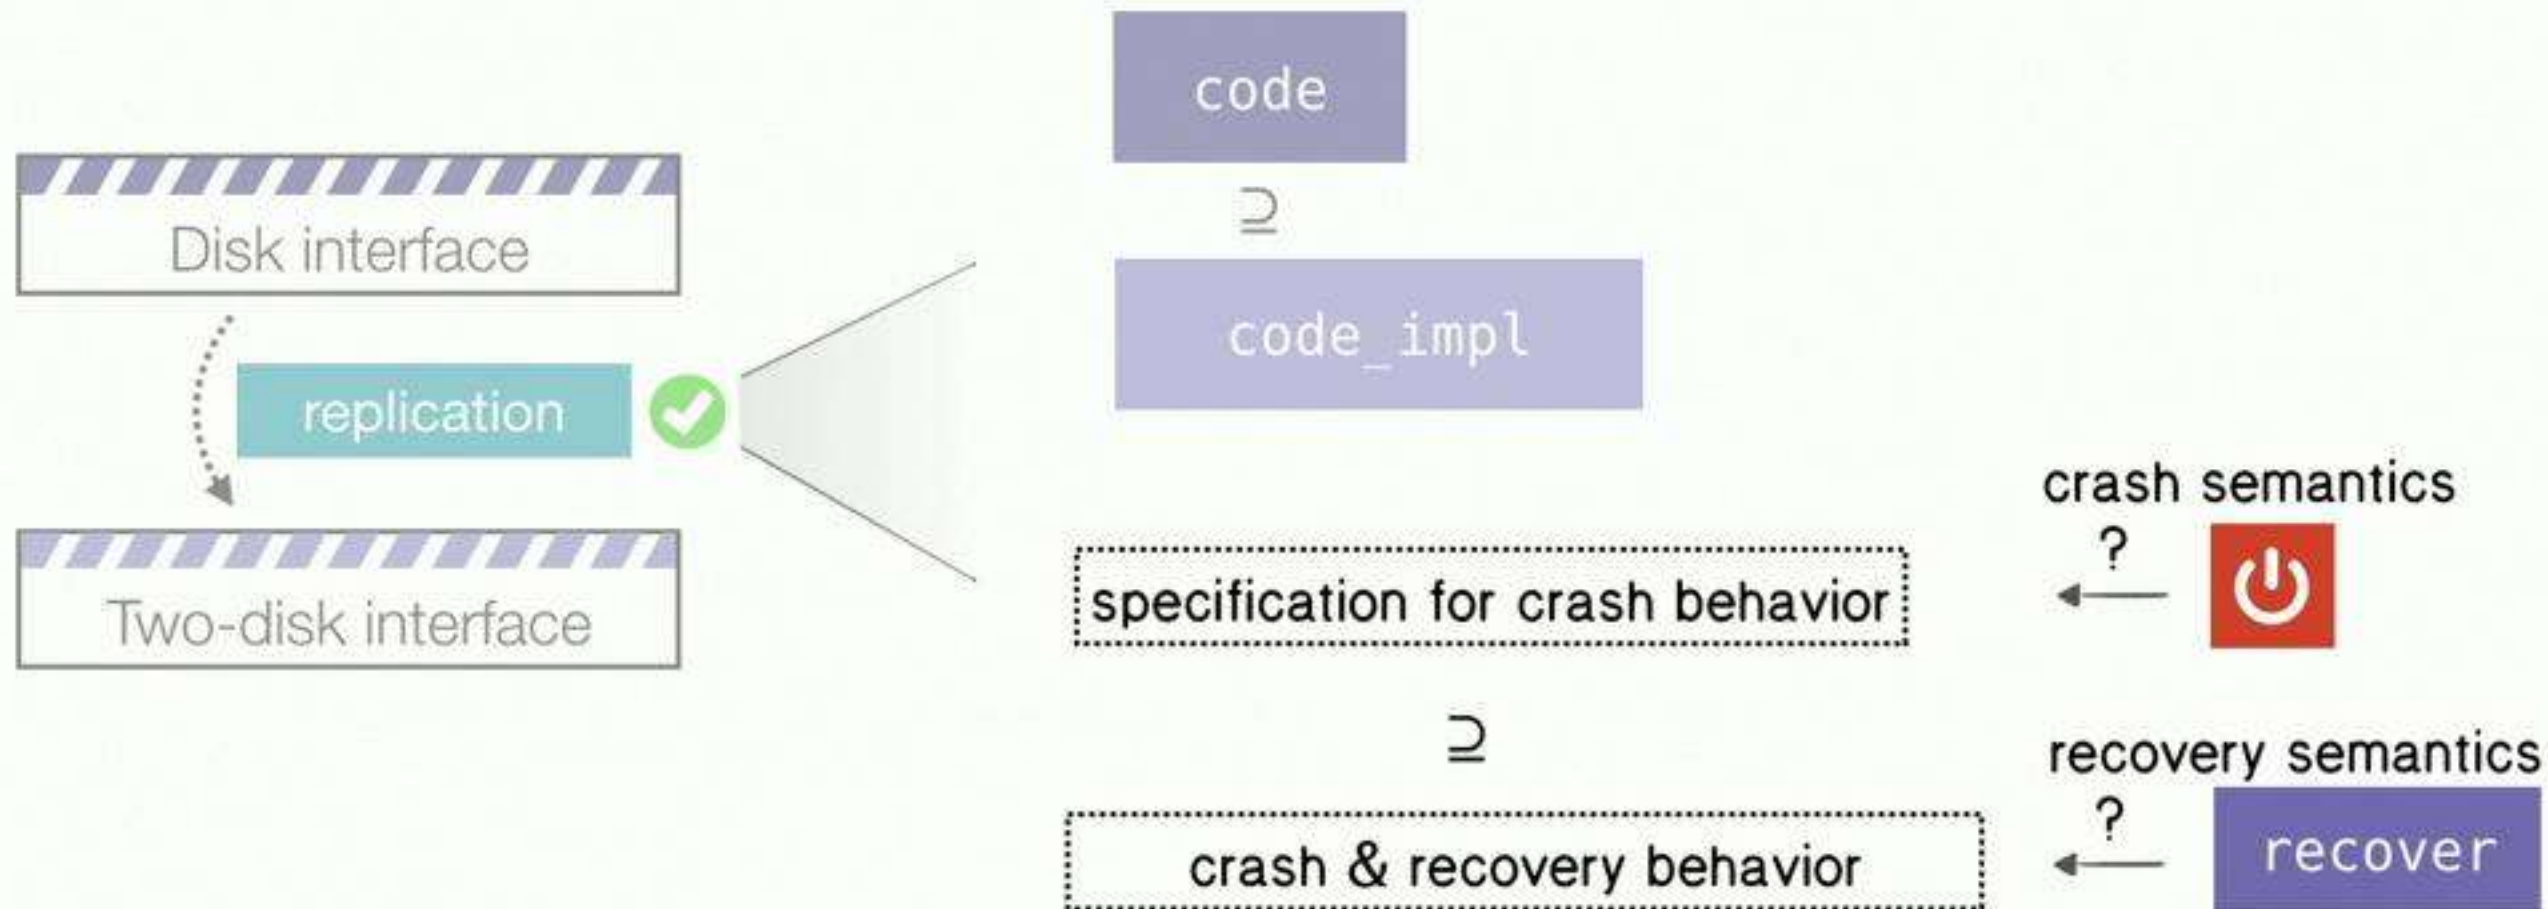 code
⊇
Disk interface
code_impl
replication
crash semantics
?
Two-disk interface
specification for crash behavior
⊇
recovery semantics
?
crash & recovery behavior
recover